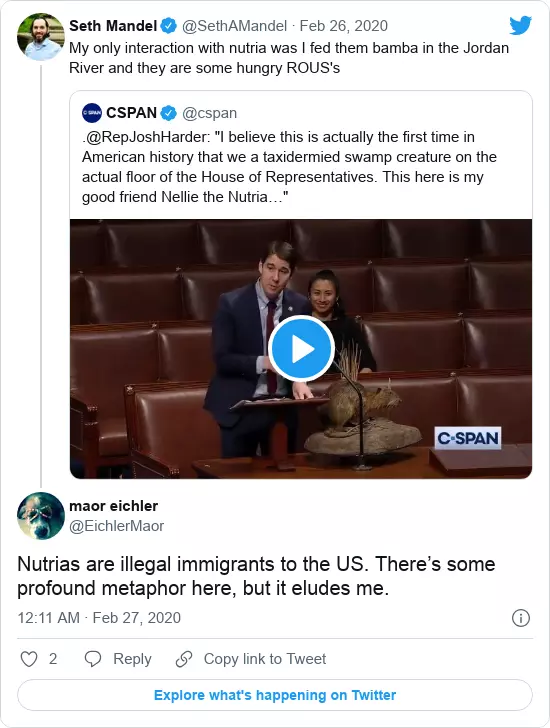 Seth Mandel @SethAMandel · Feb 26, 2020
My only interaction with nutria was I fed them bamba in the Jordan
River and they are some hungry ROUS's
C-SPAN
CSPAN @cspan
.@RepJoshHarder: "I believe this is actually the first time in
American history that we a taxidermied swamp creature on the
actual floor of the House of Representatives. This here is my
good friend Nellie the Nutria…"
C-SPAN
maor eichler
@EichlerMaor
Nutrias are illegal immigrants to the US. There’s some
profound metaphor here, but it eludes me.
12:11 AM · Feb 27, 2020
2 Reply Copy link to Tweet
Explore what's happening on Twitter